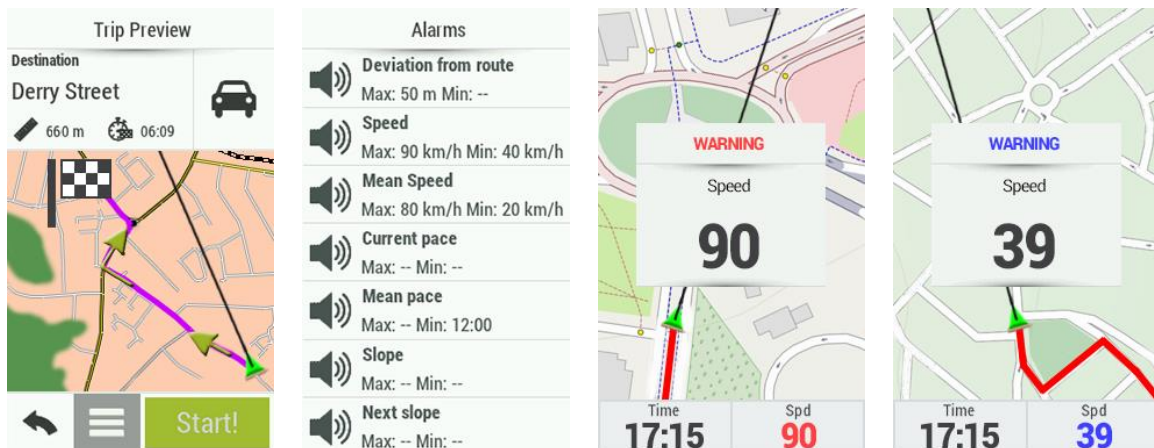 Trip Preview
Destination
Derry Street
660 m 06:09
Start!
Alarms
Deviation from route
Max: 50 m Min: --
Speed
Max: 90 km/h Min: 40 km/h
Mean Speed
Max: 80 km/h Min: 20 km/h
Current pace
Max: -- Min: --
Mean pace
Max: -- Min: 12:00
Slope
Max: -- Min: --
Next slope
Max: -- Min: --
WARNING
Speed
90
Time Spd
17:15 90
WARNING
Speed
39
Time Spd
17:15 39